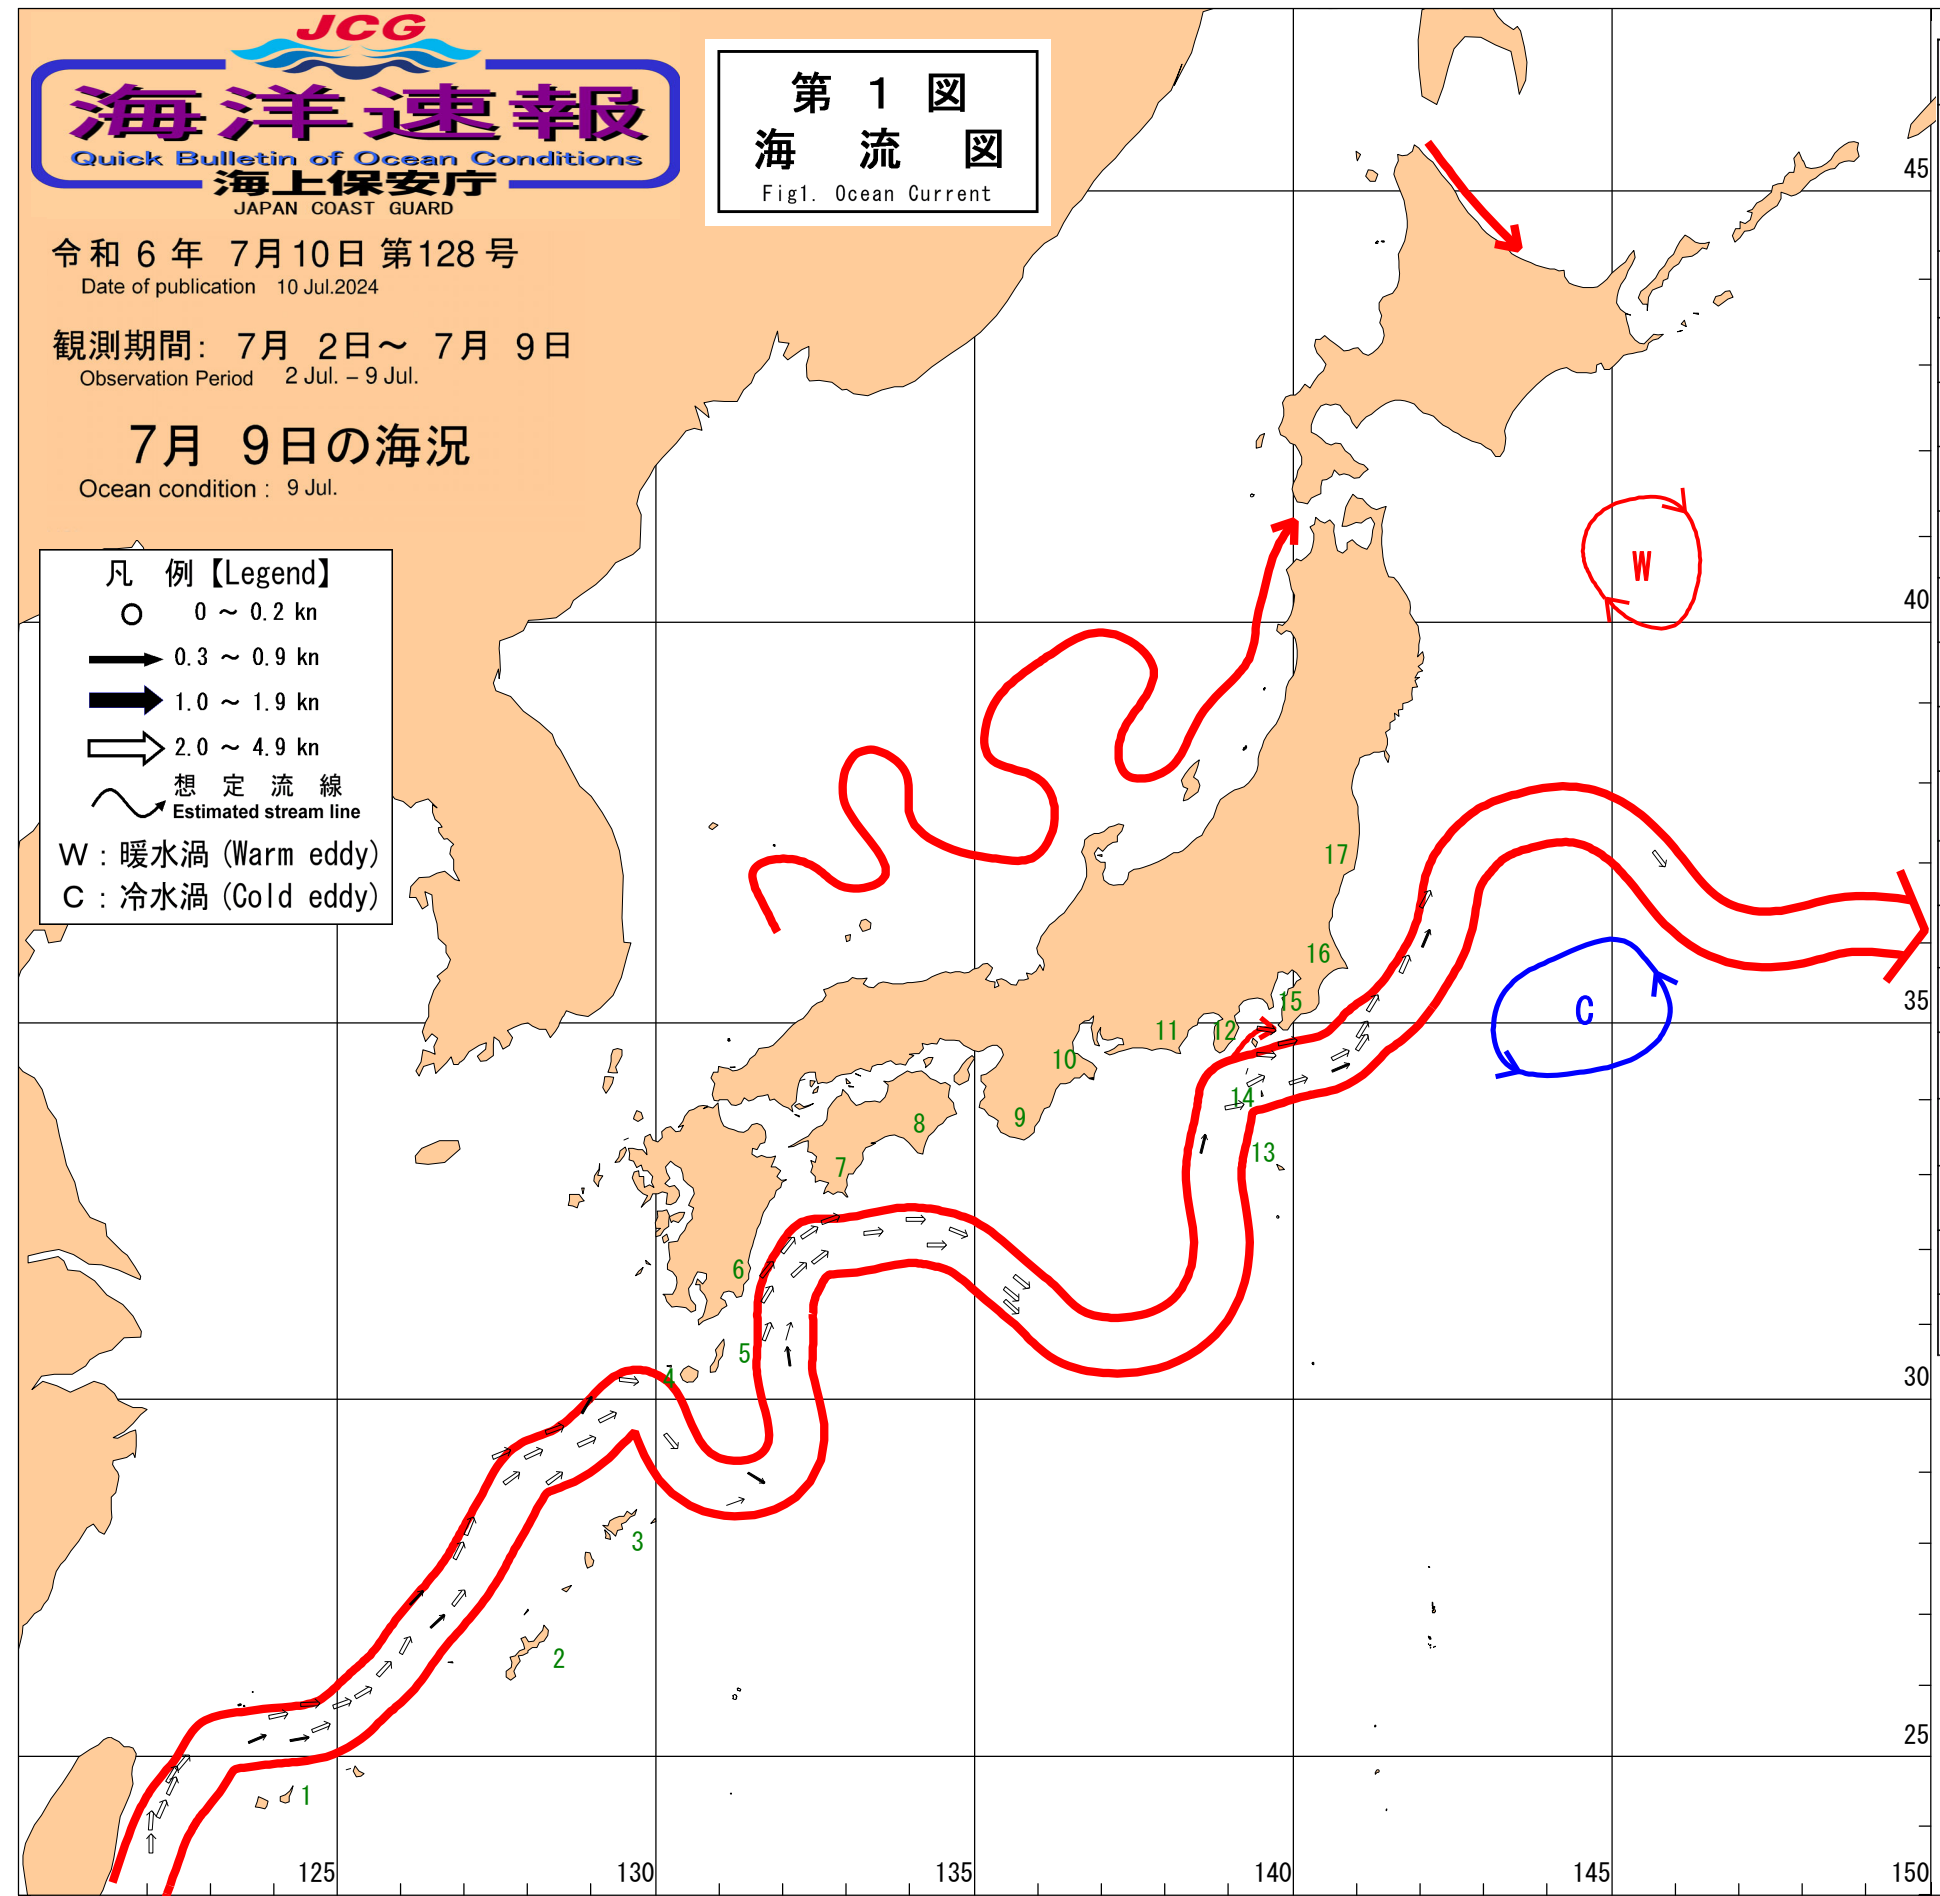 JCG
海洋速報
Quick Bulletin of Ocean Conditions
海上保安庁
JAPAN COAST GUARD
第 1 図
海 流 図
Fig1. Ocean Current
令和 6 年 7月10日 第128号
Date of publication 10 Jul.2024
観測期間： 7月 2日～ 7月 9日
Observation Period 2 Jul. – 9 Jul.
7月 9日の海況
Ocean condition : 9 Jul.
凡 例【Legend】
0 ～ 0.2 kn
0.3 ～ 0.9 kn
1.0 ～ 1.9 kn
2.0 ～ 4.9 kn
想 定 流 線
Estimated stream line
W : 暖水渦 (Warm eddy)
C : 冷水渦 (Cold eddy)
45
W
40
17
16
35
C
15
12
11
10
14
9
8
13
7
6
5
4
30
3
2
25
1
125
130
135
140
145
150